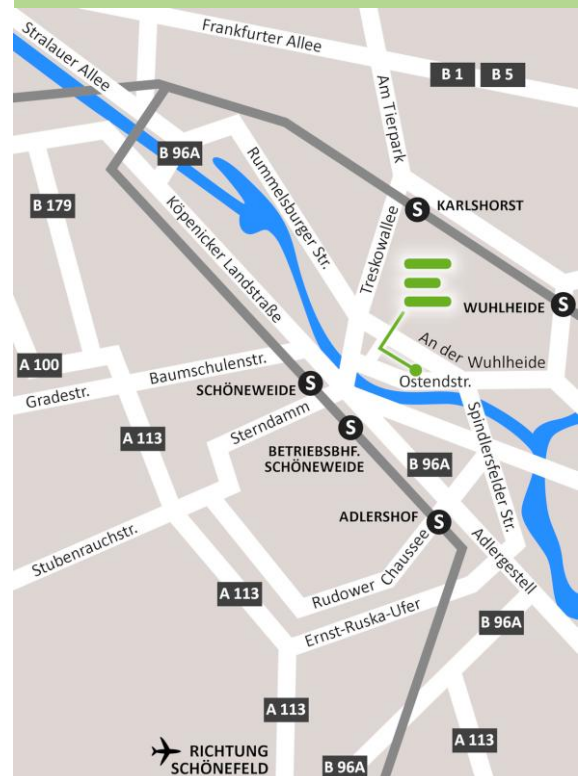 Stralauer Allee
Frankfurter Allee
B 1
B 5
Am Tierpark
B 96A
Rummelsburger Str.
B 179
Köpenicker Landstraße
Treskowallee
S KARLSHORST
WUHLHEIDE S
An der Wuhlheide
Ostendstr.
A 100
Gradestr.
Baumschulenstr.
SCHÖNEWEIDE S
A 113
Sterndamm
S
BETRIEBSBHF.
SCHÖNEWEIDE
B 96A
Spindlersfelder Str.
ADLERSHOF S
Stubenrauchstr.
Adlergestell
A 113
Rudower Chaussee
Ernst-Ruska-Ufer
B 96A
A 113
A 113
RICHTUNG
SCHÖNEFELD
B 96A